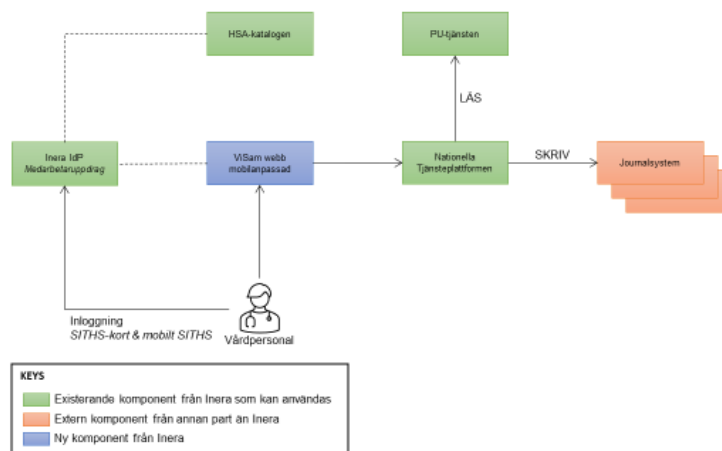 HSA-katalogen
PU-tjänsten
LÄS
Inera IdP
Medarbetaruppdrag
ViSam webb
mobilanpassad
Nationella
Tjänsteplattformen
SKRIV
Journalsystem
Inloggning
SITHS-kort & mobilt SITHS
Vårdpersonal
KEYS
Existerande komponent från Inera som kan användas
Extern komponent från annan part än Inera
Ny komponent från Inera